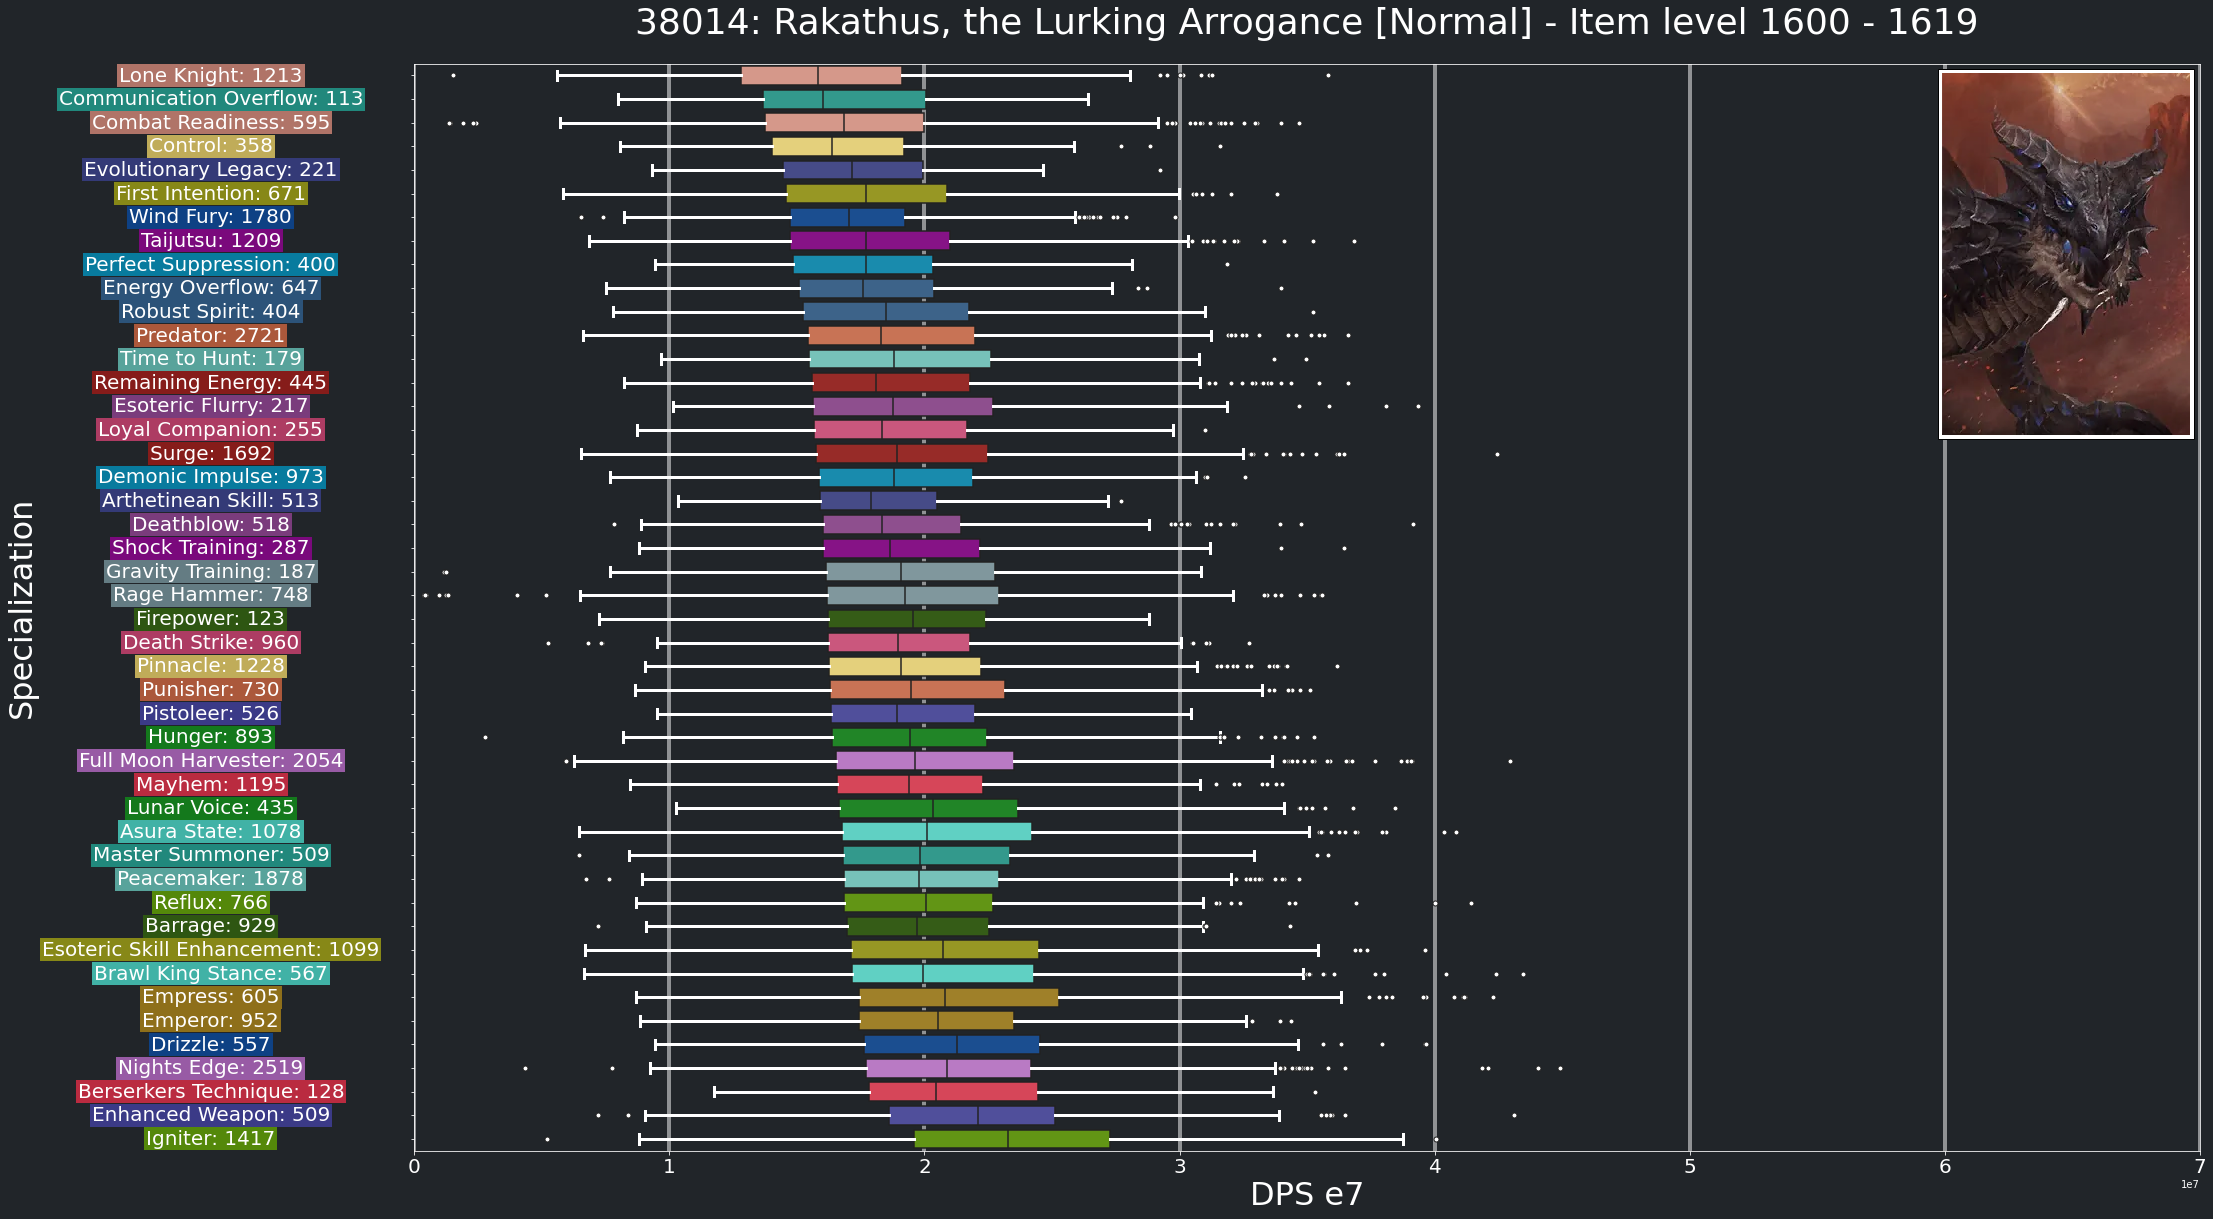 38014: Rakathus, the Lurking Arrogance [Normal] - Item level 1600 - 1619
Specialization
Lone Knight: 1213
Communication Overflow: 113
Combat Readiness: 595
Control: 358
Evolutionary Legacy: 221
First Intention: 671
Wind Fury: 1780
Taijutsu: 1209
Perfect Suppression: 400
Energy Overflow: 647
Robust Spirit: 404
Predator: 2721
Time to Hunt: 179
Remaining Energy: 445
Esoteric Flurry: 217
Loyal Companion: 255
Surge: 1692
Demonic Impulse: 973
Arthetinean Skill: 513
Deathblow: 518
Shock Training: 287
Gravity Training: 187
Rage Hammer: 748
Firepower: 123
Death Strike: 960
Pinnacle: 1228
Punisher: 730
Pistoleer: 526
Hunger: 893
Full Moon Harvester: 2054
Mayhem: 1195
Lunar Voice: 435
Asura State: 1078
Master Summoner: 509
Peacemaker: 1878
Reflux: 766
Barrage: 929
Esoteric Skill Enhancement: 1099
Brawl King Stance: 567
Empress: 605
Emperor: 952
Drizzle: 557
Nights Edge: 2519
Berserkers Technique: 128
Enhanced Weapon: 509
Igniter: 1417
0 1 2 3 4 5 6 7
1e7
DPS e7